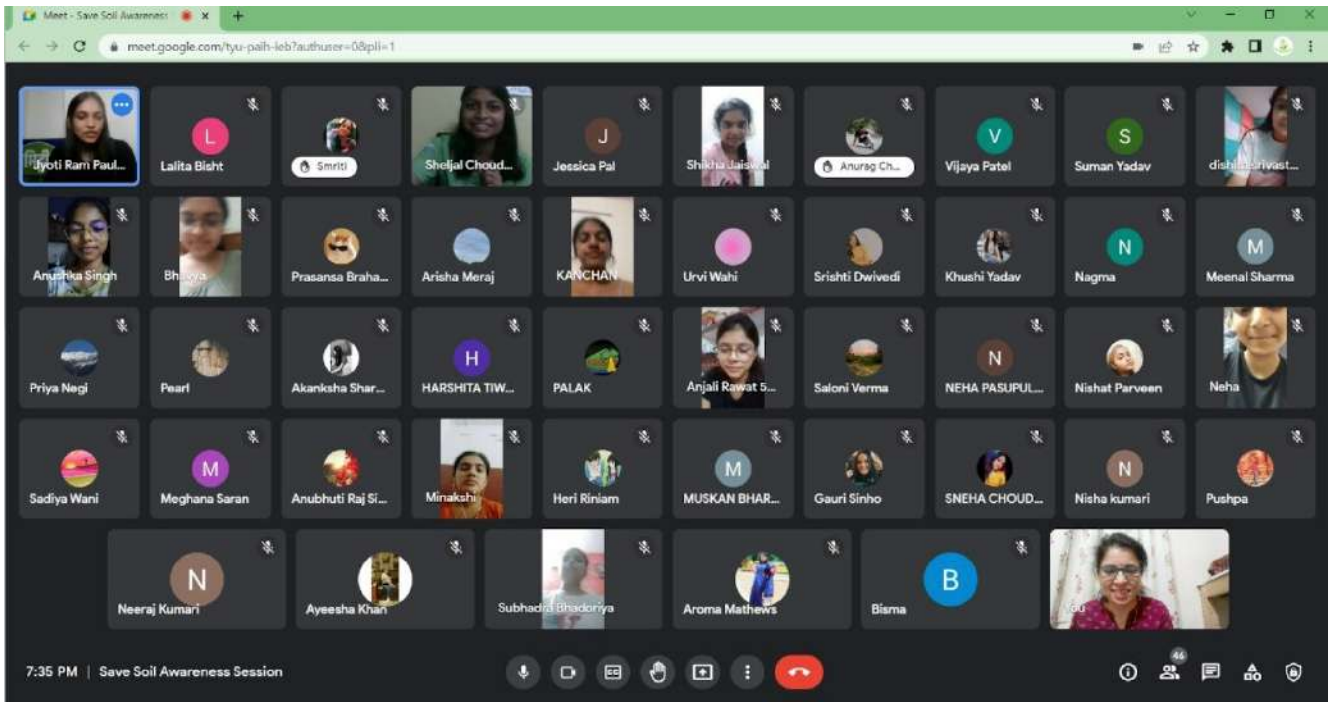 Meet - Save Soil Awareness
meet.google.com/tyu-paih-ieb?authuser=0&pli=1
Jyoti Ram Paul...
L
Lalita Bisht
Smriti
Sheljal Choud...
J
Jessica Pal
Shikha Jaiswal
Anurag Ch...
V
Vijaya Patel
S
Suman Yadav
dishita Srivast...
Anushka Singh
Bhavya
Prasansa Braha...
Arisha Meraj
KANCHAN
Urvi Wahi
Srishti Dwivedi
Khushi Yadav
N
Nagma
M
Meenal Sharma
Priya Negi
Pearl
Akanksha Shar...
H
HARSHITA TIW...
PALAK
Anjali Rawat 5...
Saloni Verma
N
NEHA PASUPUL...
Nishat Parveen
Neha
Sadiya Wani
M
Meghana Saran
Anubhuti Raj Si...
Minakshi
Heri Riniam
M
MUSKAN BHAR...
Gauri Sinho
SNEHA CHOUD...
N
Nisha kumari
Pushpa
N
Neeraj Kumari
Ayeesha Khan
Subhadra Bhadoriya
Aroma Mathews
B
Bisma
You
7:35 PM | Save Soil Awareness Session
46